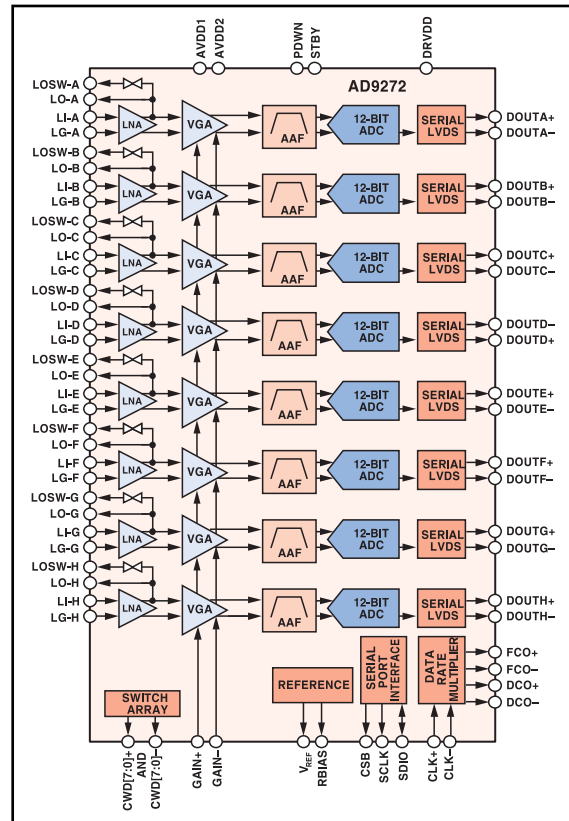 AVDD1
AVDD2
PDWN
STBY
DRVDD
AD9272
LOSW-A
LO-A
LI-A
LG-A
LNA
VGA
AAF
12-BIT
ADC
SERIAL
LVDS
DOUTA+
DOUTA–
LOSW-B
LO-B
LI-B
LG-B
LNA
VGA
AAF
12-BIT
ADC
SERIAL
LVDS
DOUTB+
DOUTB–
LOSW-C
LO-C
LI-C
LG-C
LNA
VGA
AAF
12-BIT
ADC
SERIAL
LVDS
DOUTC+
DOUTC–
LOSW-D
LO-D
LI-D
LG-D
LNA
VGA
AAF
12-BIT
ADC
SERIAL
LVDS
DOUTD–
DOUTD+
LOSW-E
LO-E
LI-E
LG-E
LNA
VGA
AAF
12-BIT
ADC
SERIAL
LVDS
DOUTE+
DOUTE–
LOSW-F
LO-F
LI-F
LG-F
LNA
VGA
AAF
12-BIT
ADC
SERIAL
LVDS
DOUTF+
DOUTF–
LOSW-G
LO-G
LI-G
LG-G
LNA
VGA
AAF
12-BIT
ADC
SERIAL
LVDS
DOUTG+
DOUTG–
LOSW-H
LO-H
LI-H
LG-H
LNA
VGA
AAF
12-BIT
ADC
SERIAL
LVDS
DOUTH+
DOUTH–
SWITCH
ARRAY
REFERENCE
SERIAL
PORT
INTERFACE
DATA
RATE
MULTIPLIER
FCO+
FCO–
DCO+
DCO–
CWD[7:0]+
AND
CWD[7:0]–
GAIN+
GAIN–
VREF
RBIAS
CSB
SCLK
SDIO
CLK+
CLK–